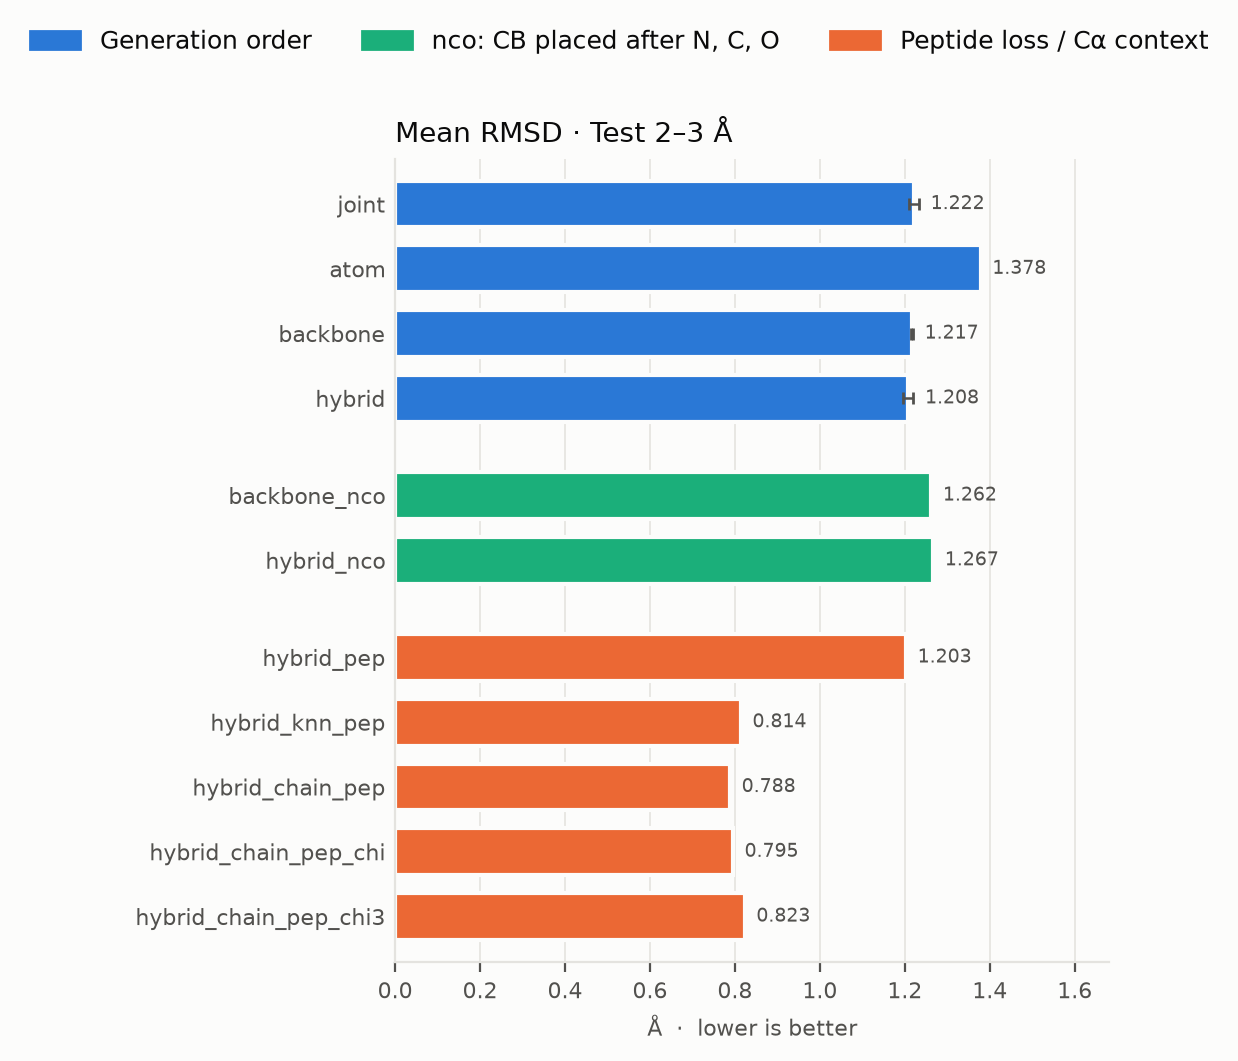 Generation order
nco: CB placed after N, C, O
Peptide loss / Cα context
Mean RMSD · Test 2–3 Å
joint 1.222
atom 1.378
backbone 1.217
hybrid 1.208
backbone_nco 1.262
hybrid_nco 1.267
hybrid_pep 1.203
hybrid_knn_pep 0.814
hybrid_chain_pep 0.788
hybrid_chain_pep_chi 0.795
hybrid_chain_pep_chi3 0.823
0.0 0.2 0.4 0.6 0.8 1.0 1.2 1.4 1.6
Å · lower is better